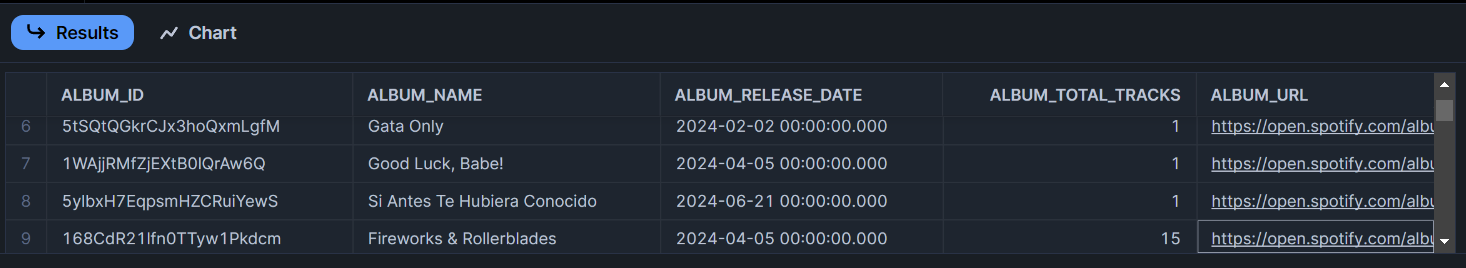 Results Chart
ALBUM_ID ALBUM_NAME ALBUM_RELEASE_DATE ALBUM_TOTAL_TRACKS ALBUM_URL
6 5tSQtQGkrCJx3hoQxmLgfM Gata Only 2024-02-02 00:00:00.000 1 https://open.spotify.com/albu
7 1WAjjRMfZjEXtB0lQrAw6Q Good Luck, Babe! 2024-04-05 00:00:00.000 1 https://open.spotify.com/albu
8 5ylbxH7EqpsmHZCRuiYewS Si Antes Te Hubiera Conocido 2024-06-21 00:00:00.000 1 https://open.spotify.com/albu
9 168CdR21lfn0TTyw1Pkdcm Fireworks & Rollerblades 2024-04-05 00:00:00.000 15 https://open.spotify.com/albu